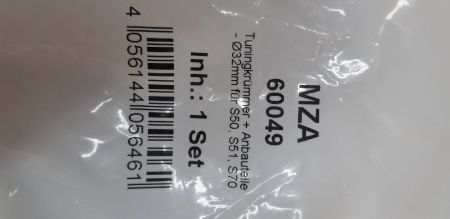 MZA
60049
Tuningkrümmer + Anbauteile
- Ø32mm für S50, S51, S70
Inh.: 1 Set
4 056144 056461